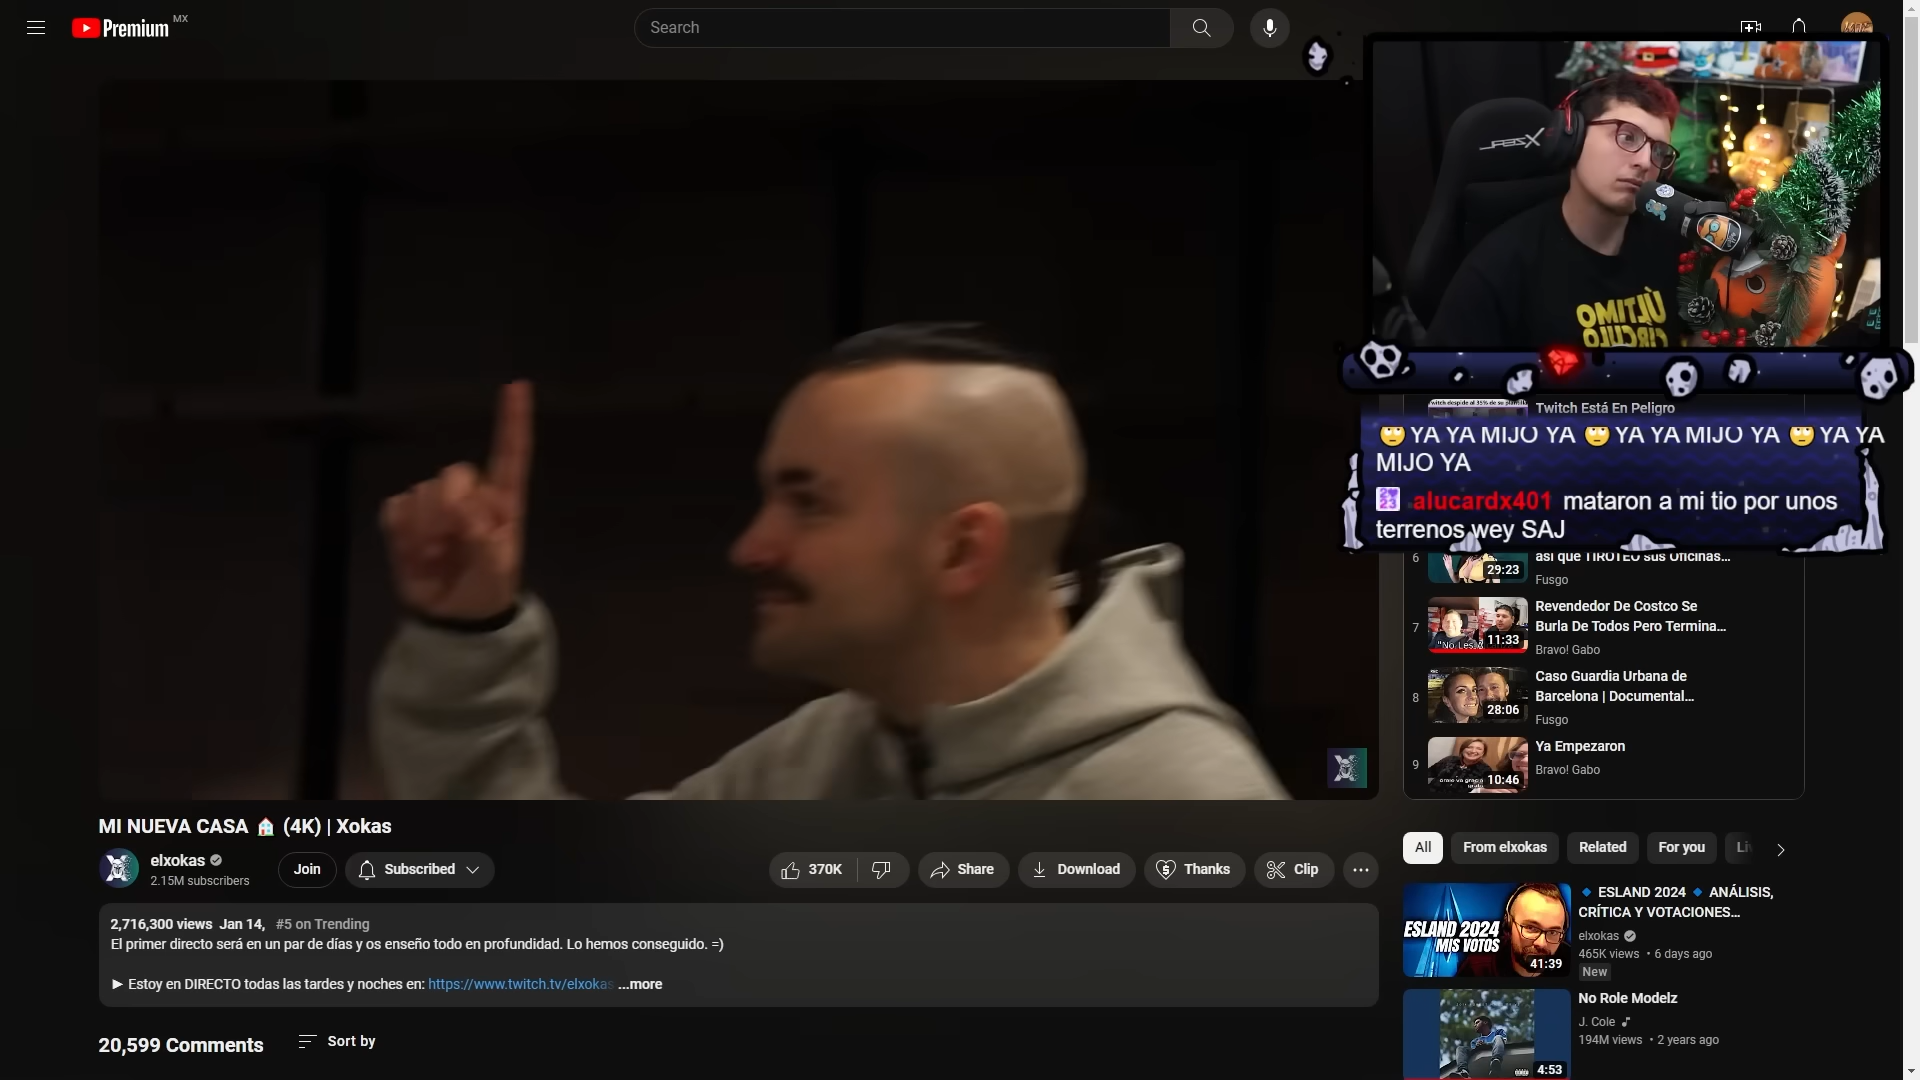 Premium MX
Search
Twitch Está En Peligro
🙄 YA YA MIJO YA 🙄 YA YA MIJO YA 🙄 YA YA
MIJO YA
alucardx401 mataron a mi tio por unos
terrenos wey SAJ
6
29:23
así que TIROTEO sus Oficinas...
Fusgo
7
11:33
Revendedor De Costco Se
Burla De Todos Pero Termina...
Bravo! Gabo
8
28:06
Caso Guardia Urbana de
Barcelona | Documental...
Fusgo
9
10:46
Ya Empezaron
Bravo! Gabo
ÚLTIMO
CÍRCULO
MI NUEVA CASA 🏠 (4K) | Xokas
elxokas
2.15M subscribers
Join
Subscribed
370K
Share
Download
Thanks
Clip
2,716,300 views Jan 14, #5 on Trending
El primer directo será en un par de días y os enseño todo en profundidad. Lo hemos conseguido. =)
► Estoy en DIRECTO todas las tardes y noches en: https://www.twitch.tv/elxokas ...more
20,599 Comments
Sort by
All
From elxokas
Related
For you
Li
ESLAND 2024
MIS VOTOS
41:39
🔹 ESLAND 2024 🔹 ANÁLISIS,
CRÍTICA Y VOTACIONES...
elxokas
465K views • 6 days ago
New
4:53
No Role Modelz
J. Cole
194M views • 2 years ago